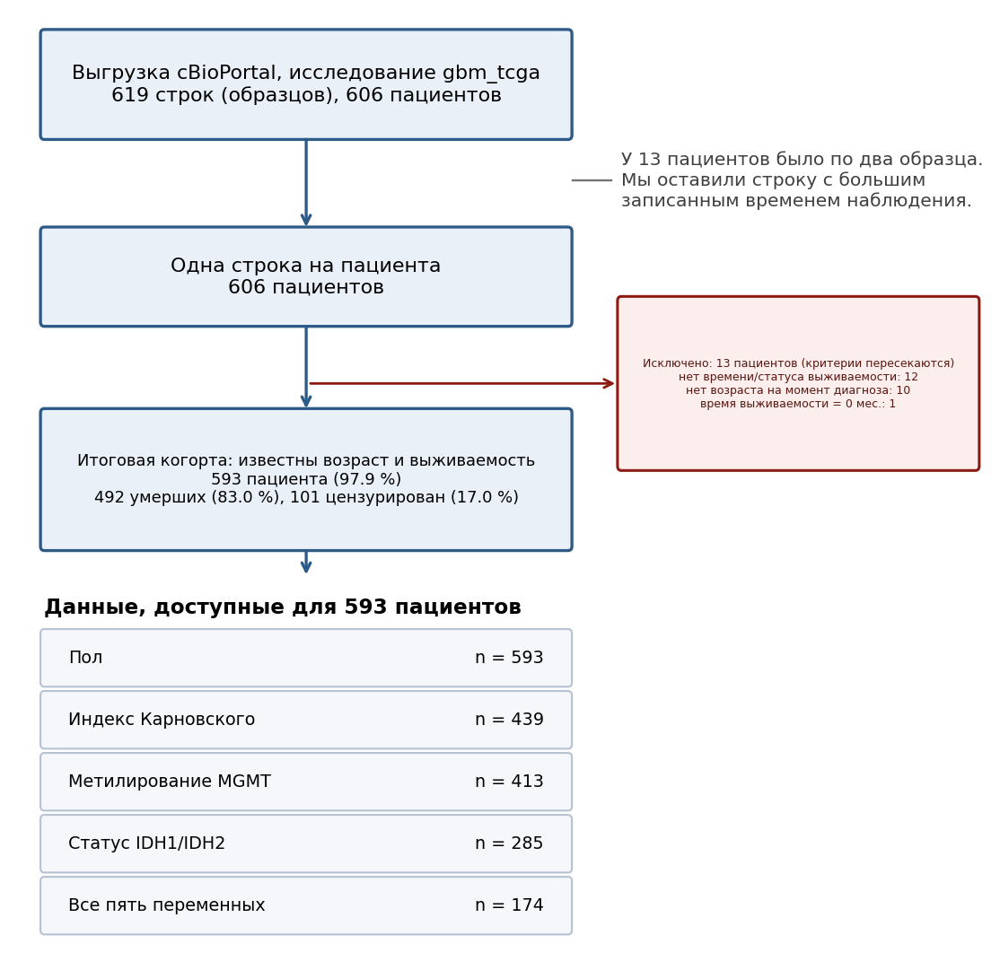 Выгрузка cBioPortal, исследование gbm_tcga
619 строк (образцов), 606 пациентов
У 13 пациентов было по два образца.
Мы оставили строку с большим
записанным временем наблюдения.
Одна строка на пациента
606 пациентов
Исключено: 13 пациентов (критерии пересекаются)
нет времени/статуса выживаемости: 12
нет возраста на момент диагноза: 10
время выживаемости = 0 мес.: 1
Итоговая когорта: известны возраст и выживаемость
593 пациента (97.9 %)
492 умерших (83.0 %), 101 цензурирован (17.0 %)
Данные, доступные для 593 пациентов
Пол n = 593
Индекс Карновского n = 439
Метилирование MGMT n = 413
Статус IDH1/IDH2 n = 285
Все пять переменных n = 174